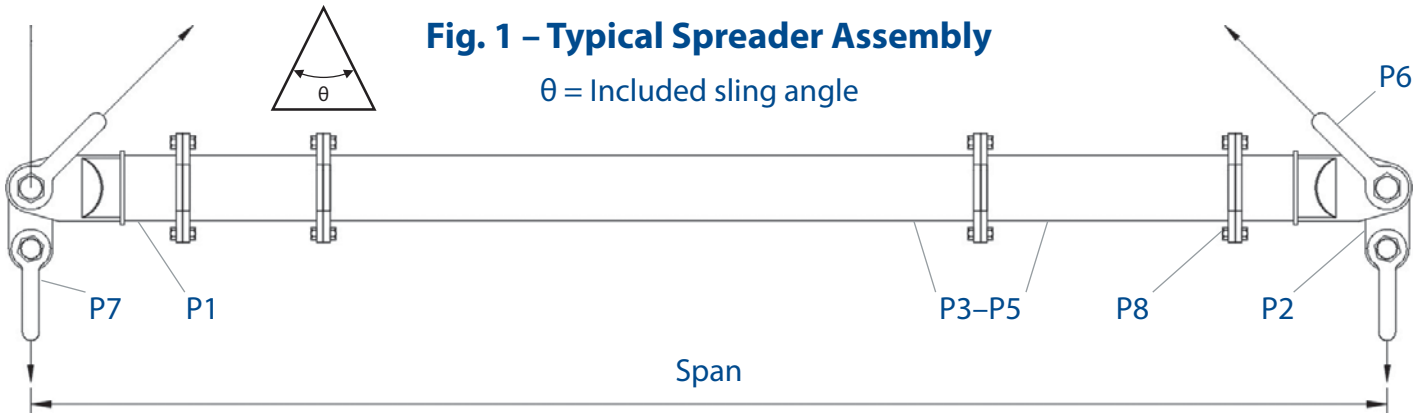 Fig. 1 – Typical Spreader Assembly
θ
θ = Included sling angle
P6
P7
P1
P3–P5
P8
P2
Span